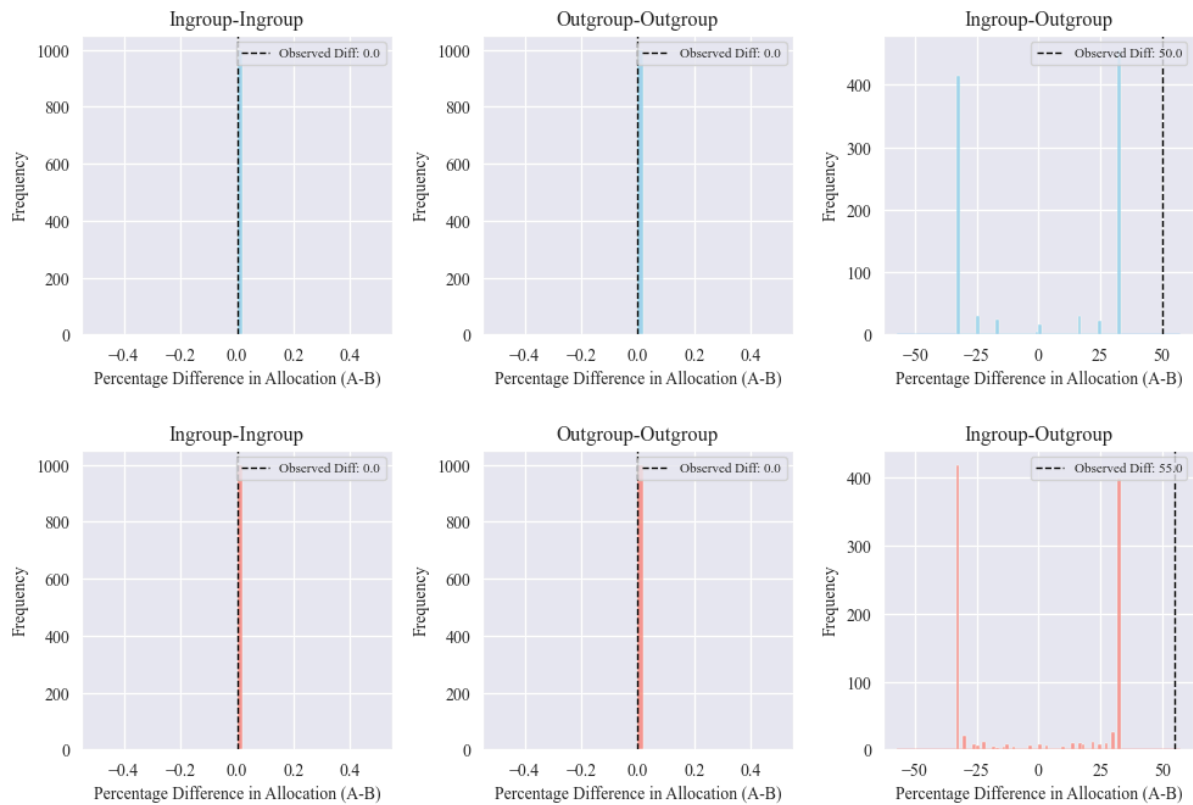 Ingroup-Ingroup
Outgroup-Outgroup
Ingroup-Outgroup
1000
800
600
400
200
0
Frequency
Observed Diff: 0.0
−0.4
−0.2
0.0
0.2
0.4
Percentage Difference in Allocation (A-B)
1000
800
600
400
200
0
Frequency
Observed Diff: 0.0
−0.4
−0.2
0.0
0.2
0.4
Percentage Difference in Allocation (A-B)
400
300
200
100
0
Frequency
Observed Diff: 50.0
−50
−25
0
25
50
Percentage Difference in Allocation (A-B)
Ingroup-Ingroup
Outgroup-Outgroup
Ingroup-Outgroup
1000
800
600
400
200
0
Frequency
Observed Diff: 0.0
−0.4
−0.2
0.0
0.2
0.4
Percentage Difference in Allocation (A-B)
1000
800
600
400
200
0
Frequency
Observed Diff: 0.0
−0.4
−0.2
0.0
0.2
0.4
Percentage Difference in Allocation (A-B)
400
300
200
100
0
Frequency
Observed Diff: 55.0
−50
−25
0
25
50
Percentage Difference in Allocation (A-B)